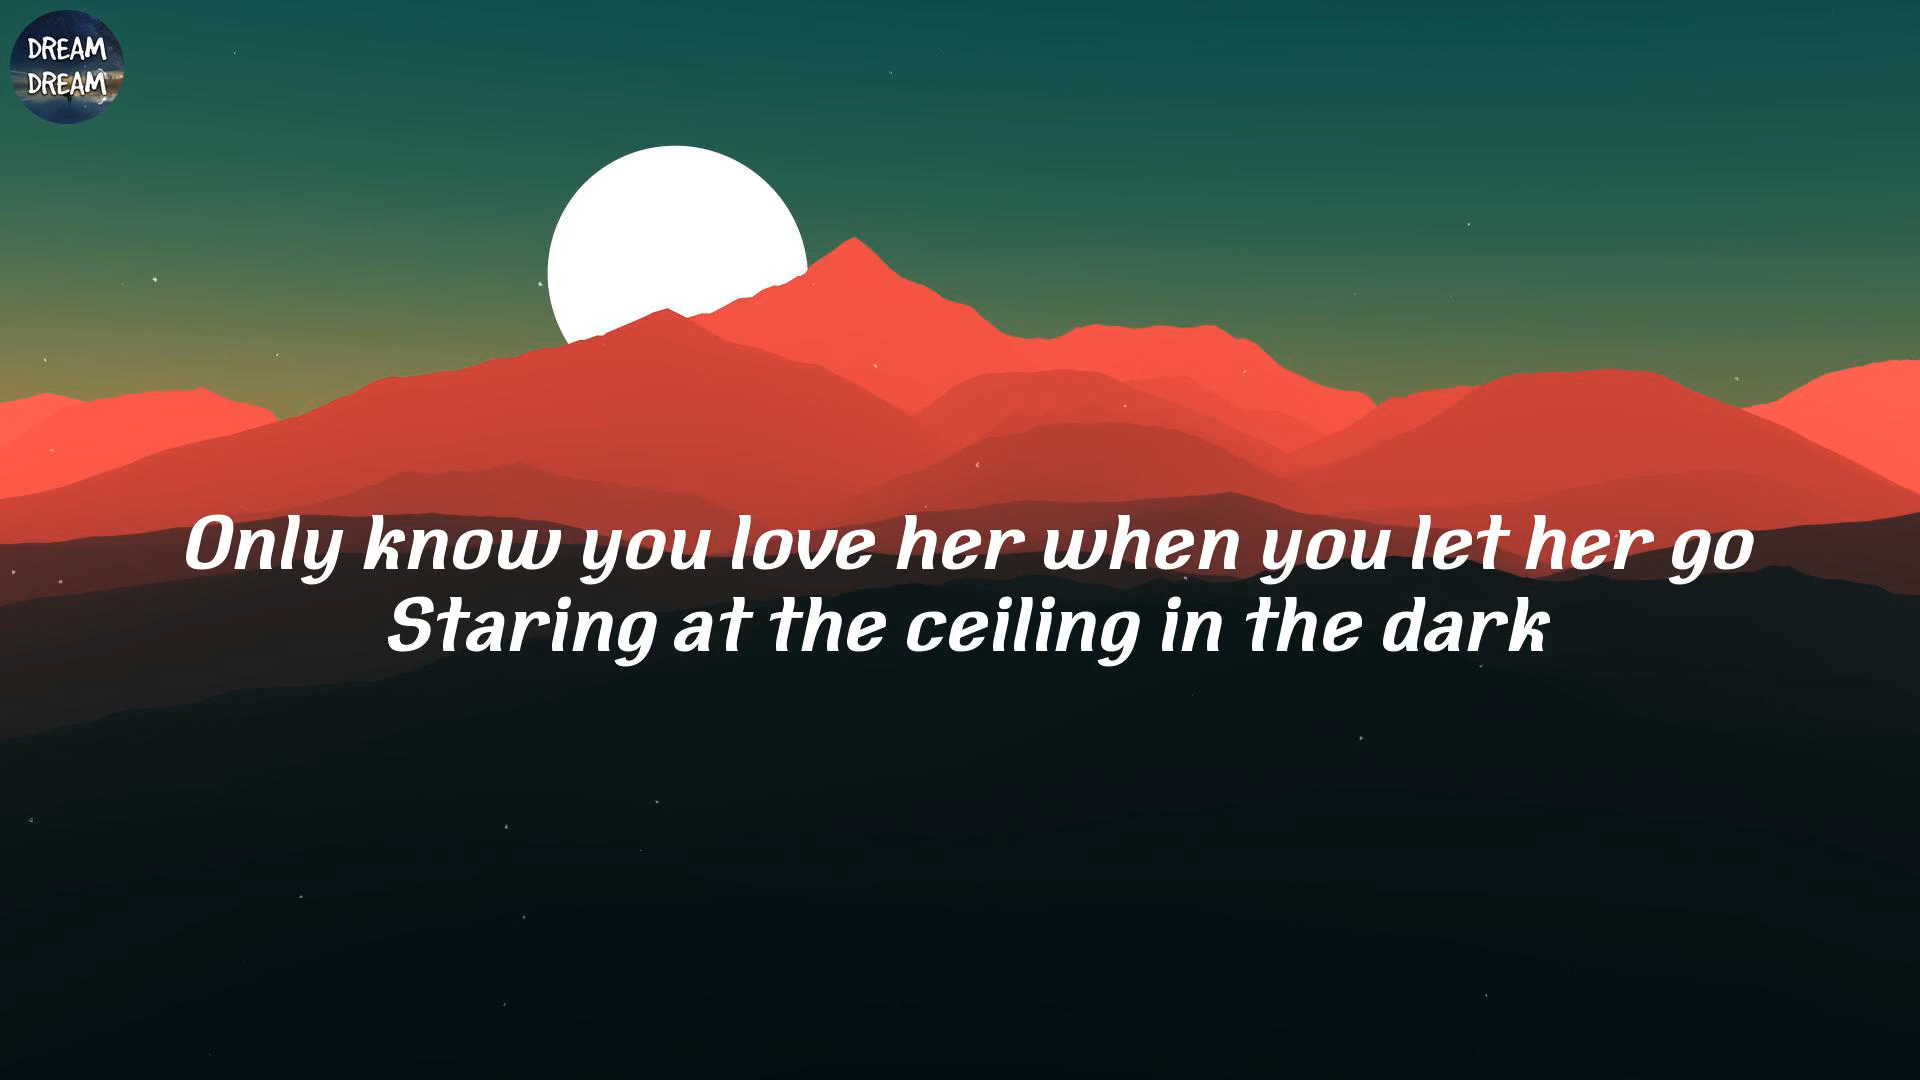 DREAM
DREAM
Only know you love her when you let her go
Staring at the ceiling in the dark